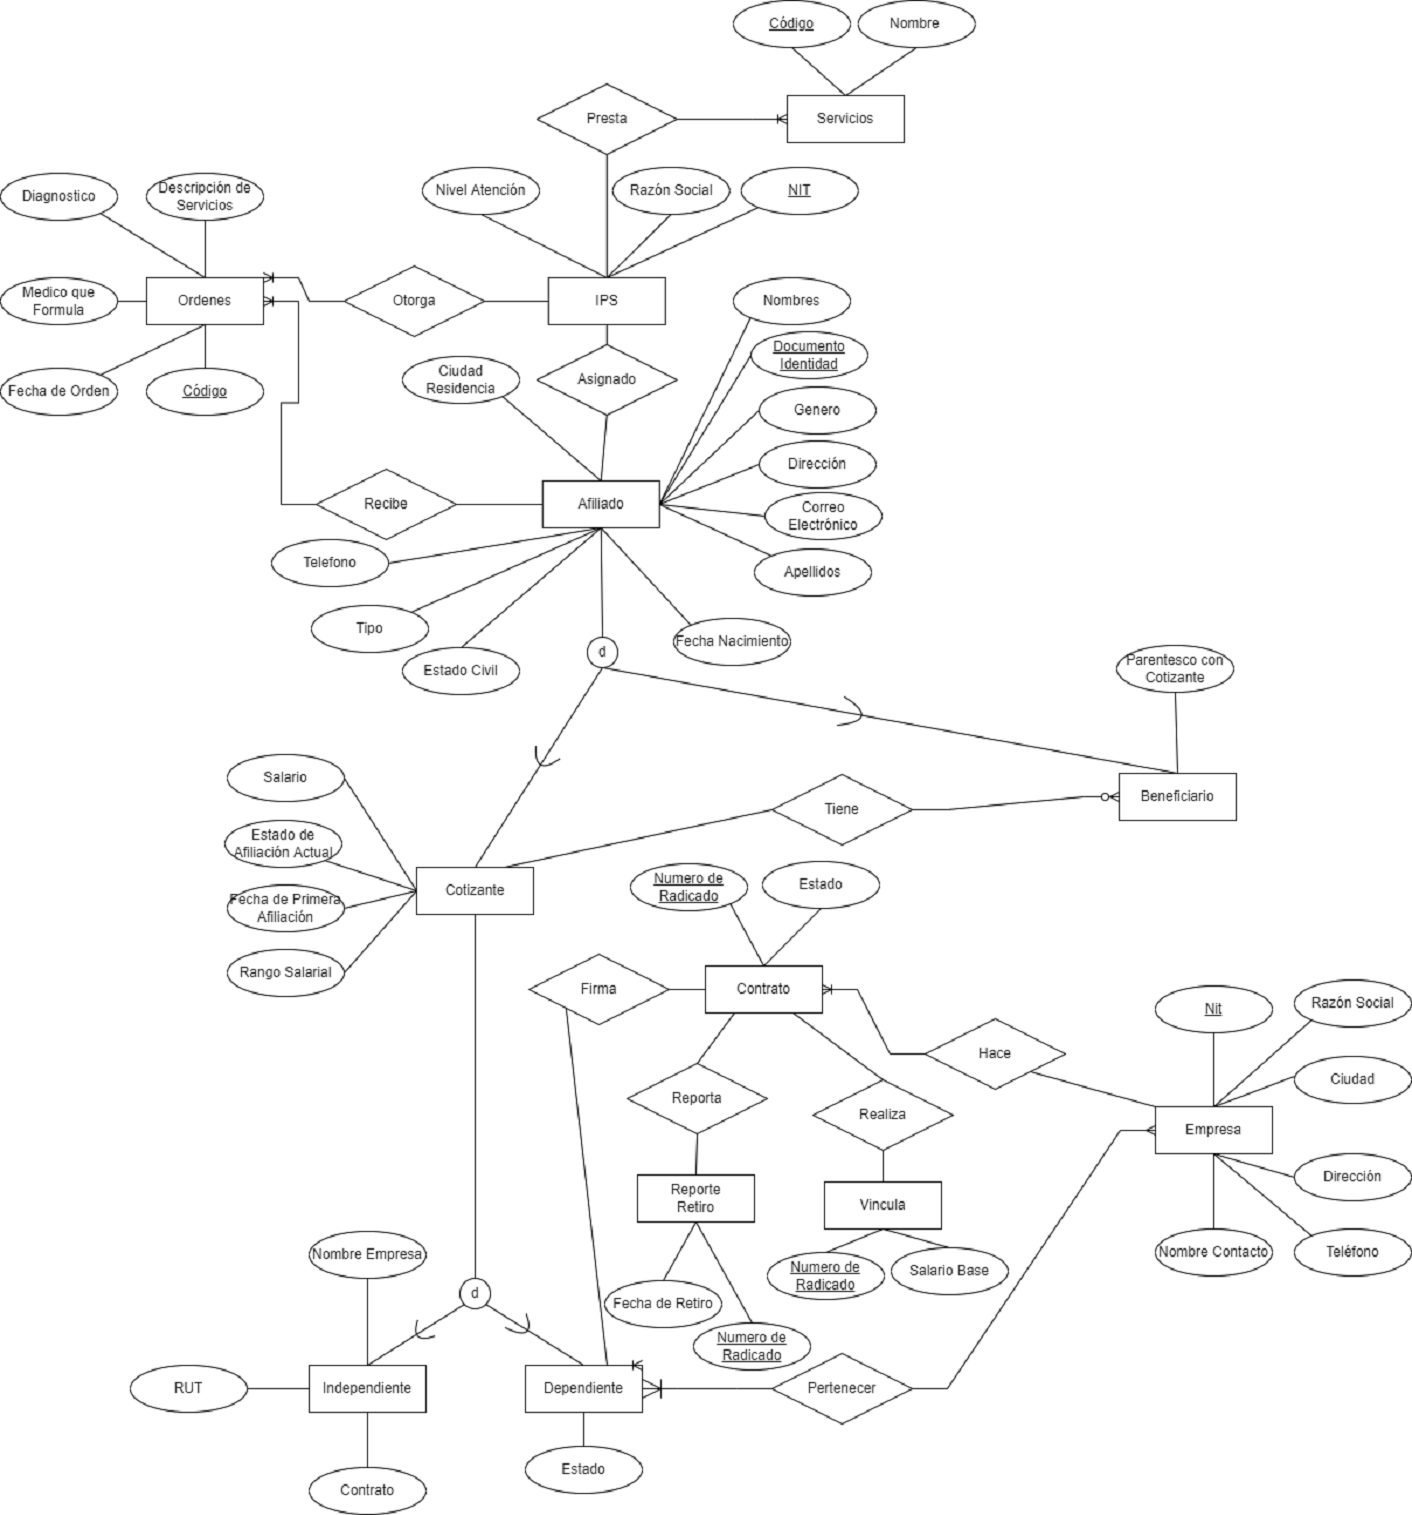 Código
Nombre
Presta
Servicios
Diagnostico
Descripción de
Servicios
Nivel Atención
Razón Social
NIT
Medico que
Formula
Ordenes
Otorga
IPS
Nombres
Documento
Identidad
Fecha de Orden
Código
Ciudad
Residencia
Asignado
Genero
Dirección
Recibe
Afiliado
Correo
Electrónico
Telefono
Apellidos
Tipo
Estado Civil
Fecha Nacimiento
d
Parentesco con
Cotizante
Salario
Tiene
Beneficiario
Estado de
Afiliación Actual
Cotizante
Numero de
Radicado
Estado
Fecha de Primera
Afiliación
Rango Salarial
Firma
Contrato
Nit
Razón Social
Hace
Ciudad
Reporta
Realiza
Empresa
Reporte
Retiro
Vincula
Dirección
Nombre Empresa
Numero de
Radicado
Salario Base
Nombre Contacto
Teléfono
d
Fecha de Retiro
Numero de
Radicado
RUT
Independiente
Dependiente
Pertenecer
Contrato
Estado